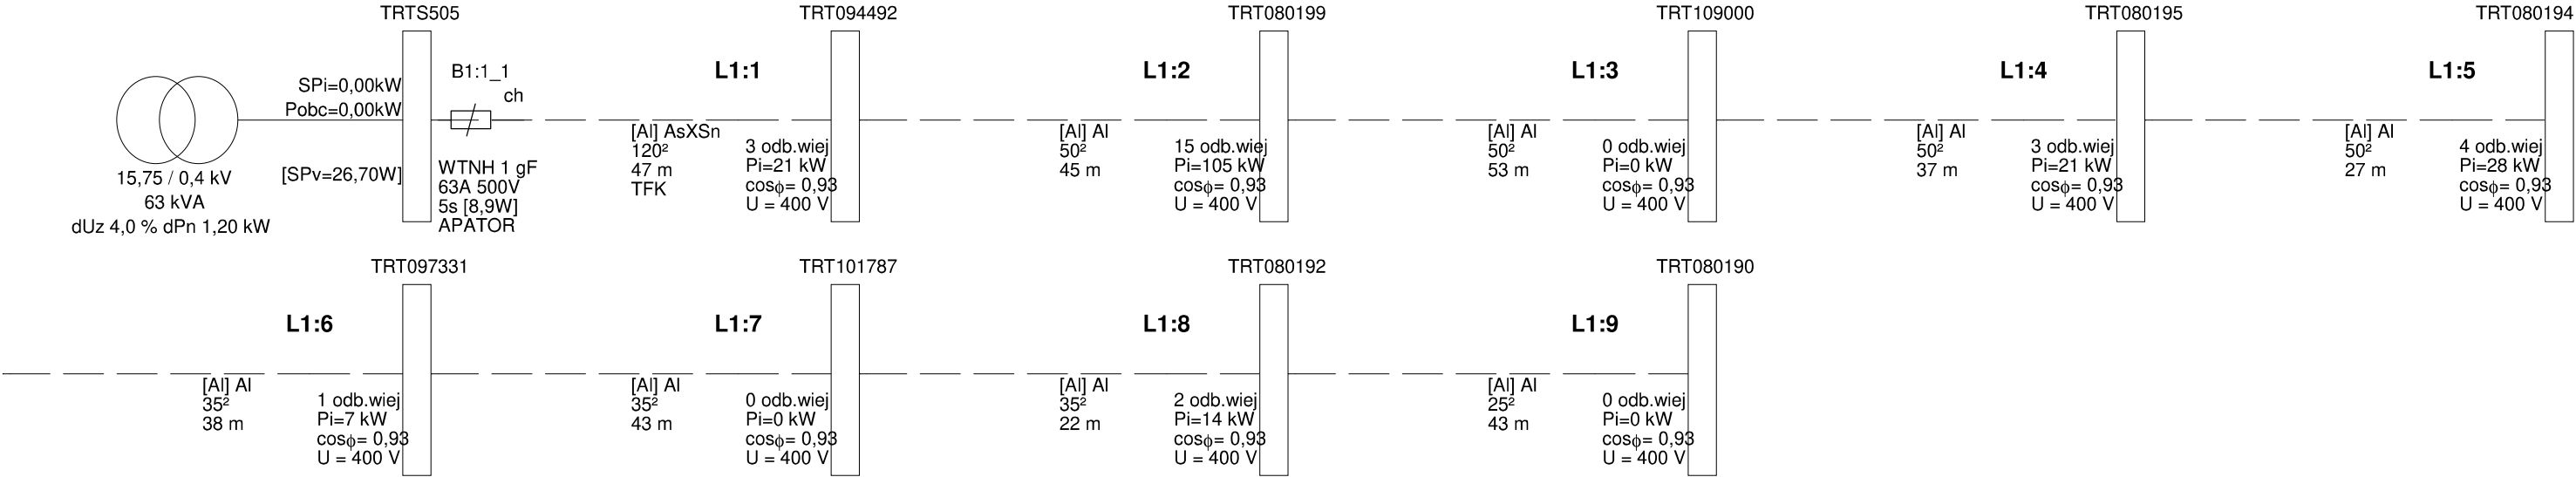 TRTS505
TRT094492
TRT080199
TRT109000
TRT080195
TRT080194
SPi=0,00kW
Pobc=0,00kW
[SPv=26,70W]
15,75 / 0,4 kV
63 kVA
dUz 4,0 % dPn 1,20 kW
B1:1_1
ch
WTNH 1 gF
63A 500V
5s [8,9W]
APATOR
L1:1
[Al] AsXSn
120²
47 m
TFK
3 odb.wiej
Pi=21 kW
cosϕ= 0,93
U = 400 V
L1:2
[Al] Al
50²
45 m
15 odb.wiej
Pi=105 kW
cosϕ= 0,93
U = 400 V
L1:3
[Al] Al
50²
53 m
0 odb.wiej
Pi=0 kW
cosϕ= 0,93
U = 400 V
L1:4
[Al] Al
50²
37 m
3 odb.wiej
Pi=21 kW
cosϕ= 0,93
U = 400 V
L1:5
[Al] Al
50²
27 m
4 odb.wiej
Pi=28 kW
cosϕ= 0,93
U = 400 V
TRT097331
TRT101787
TRT080192
TRT080190
L1:6
[Al] Al
35²
38 m
1 odb.wiej
Pi=7 kW
cosϕ= 0,93
U = 400 V
L1:7
[Al] Al
35²
43 m
0 odb.wiej
Pi=0 kW
cosϕ= 0,93
U = 400 V
L1:8
[Al] Al
35²
22 m
2 odb.wiej
Pi=14 kW
cosϕ= 0,93
U = 400 V
L1:9
[Al] Al
25²
43 m
0 odb.wiej
Pi=0 kW
cosϕ= 0,93
U = 400 V